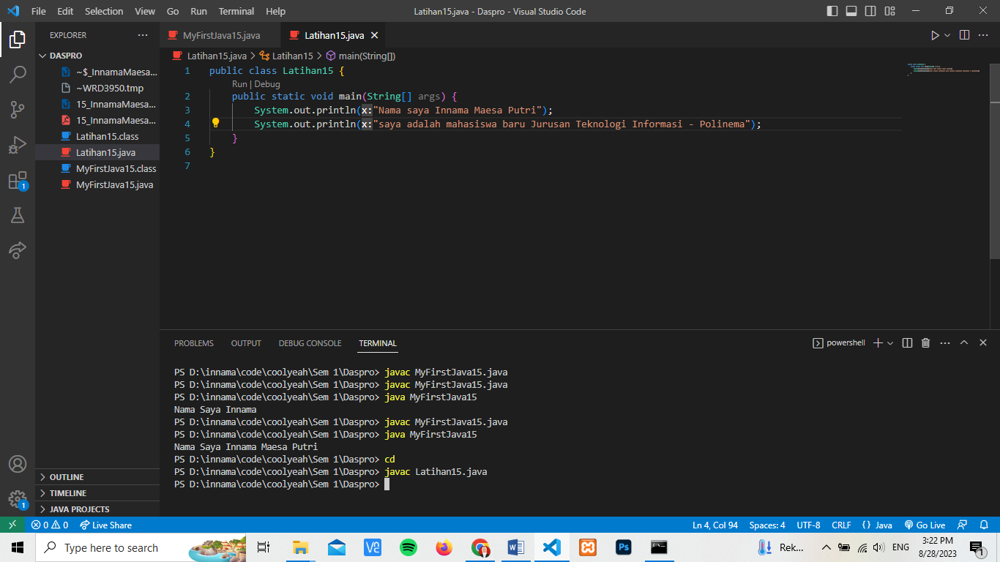 File Edit Selection View Go Run Terminal Help Latihan15.java - Daspro - Visual Studio Code
EXPLORER ...
DASPRO
~$_InnamaMaesa...
~WRD3950.tmp
15_InnamaMaesa...
15_InnamaMaesa...
Latihan15.class
Latihan15.java
MyFirstJava15.class
MyFirstJava15.java
OUTLINE
TIMELINE
JAVA PROJECTS
1
1
MyFirstJava15.java Latihan15.java
Latihan15.java > Latihan15 > main(String[])
1 public class Latihan15 {
Run | Debug
2 public static void main(String[] args) {
3 System.out.println(x:"Nama saya Innama Maesa Putri");
4 System.out.println(x:"saya adalah mahasiswa baru Jurusan Teknologi Informasi - Polinema");
5 }
6 }
7
PROBLEMS OUTPUT DEBUG CONSOLE TERMINAL powershell
PS D:\innama\code\coolyeah\Sem 1\Daspro> javac MyFirstJava15.java
PS D:\innama\code\coolyeah\Sem 1\Daspro> javac MyFirstJava15.java
PS D:\innama\code\coolyeah\Sem 1\Daspro> java MyFirstJava15
Nama Saya Innama
PS D:\innama\code\coolyeah\Sem 1\Daspro> javac MyFirstJava15.java
PS D:\innama\code\coolyeah\Sem 1\Daspro> java MyFirstJava15
Nama Saya Innama Maesa Putri
PS D:\innama\code\coolyeah\Sem 1\Daspro> cd
PS D:\innama\code\coolyeah\Sem 1\Daspro> javac Latihan15.java
PS D:\innama\code\coolyeah\Sem 1\Daspro>
0 0 Live Share Ln 4, Col 94 Spaces: 4 UTF-8 CRLF {} Java Go Live
Type here to search Ps Rek... ENG 3:22 PM
8/28/2023 1